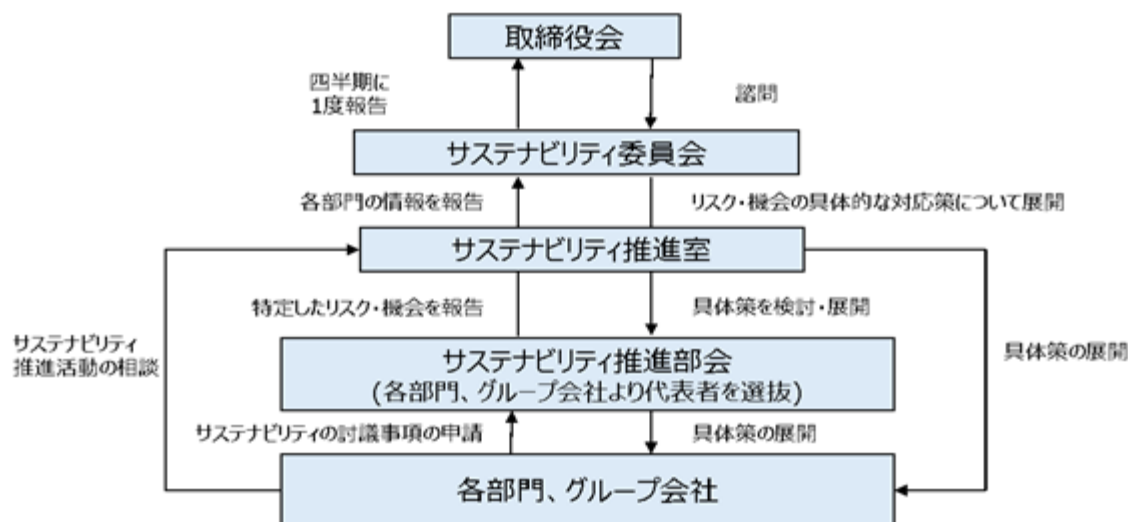 取締役会
四半期に
1度報告
諮問
サステナビリティ委員会
各部門の情報を報告
リスク・機会の具体的な対応策について展開
サステナビリティ推進室
特定したリスク・機会を報告
具体策を検討・展開
サステナビリティ
推進活動の相談
サステナビリティ推進部会
(各部門、グループ会社より代表者を選抜)
具体策の展開
サステナビリティの討議事項の申請
具体策の展開
各部門、グループ会社